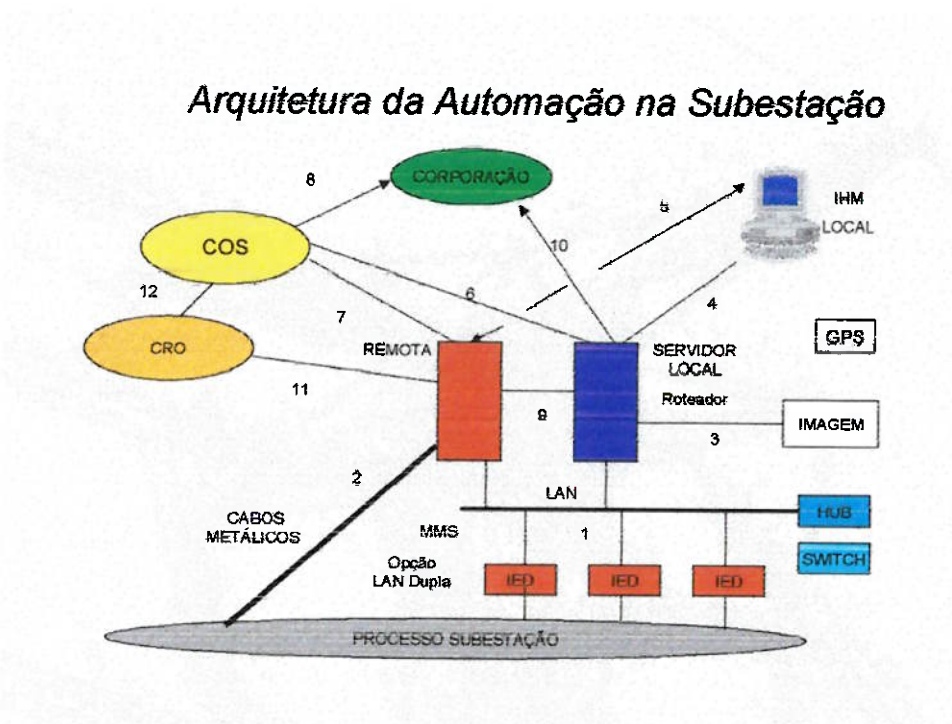 Arquitetura da Automação na Subestação
8
CORPORAÇÃO
5
IHM
LOCAL
COS
10
12
6
4
7
GPS
CRO
REMOTA
SERVIDOR
LOCAL
11
9
Roteador
IMAGEM
3
2
LAN
CABOS
METÁLICOS
MMS
1
HUB
Opção
LAN Dupla
IED
IED
IED
SWITCH
PROCESSO SUBESTAÇÃO